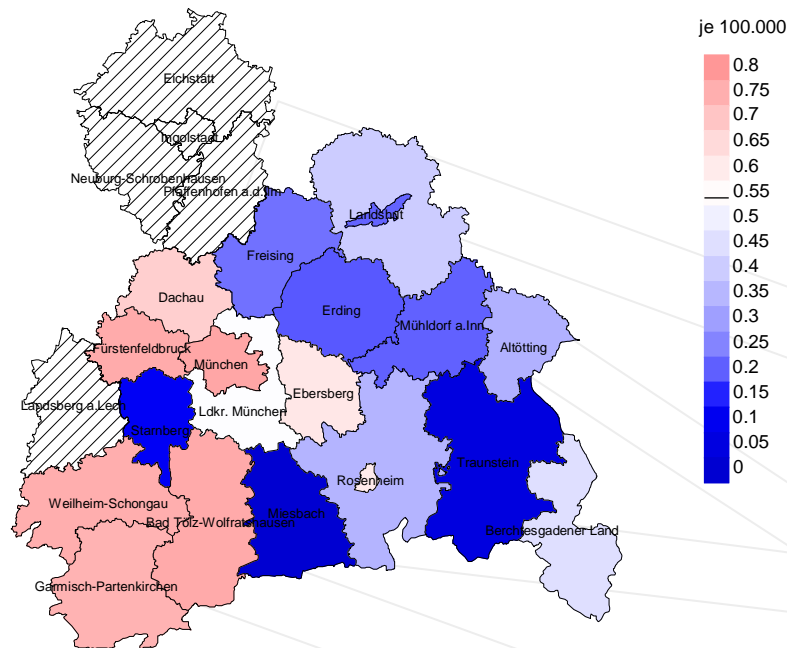 je 100.000
Eichstätt
0.8
0.75
0.7
Ingolstadt
0.65
Neuburg-Schrobenhausen
0.6
Pfaffenhofen a.d.Ilm
0.55
Landshut
0.5
0.45
Freising
0.4
Dachau
0.35
Erding
0.3
Mühldorf a.Inn
Altötting
Fürstenfeldbruck
0.25
München
0.2
Ebersberg
0.15
Landsberg a.Lech
Ldkr. München
0.1
Starnberg
0.05
Traunstein
0
Rosenheim
Weilheim-Schongau
Miesbach
Bad Tölz-Wolfratshausen
Berchtesgadener Land
Garmisch-Partenkirchen